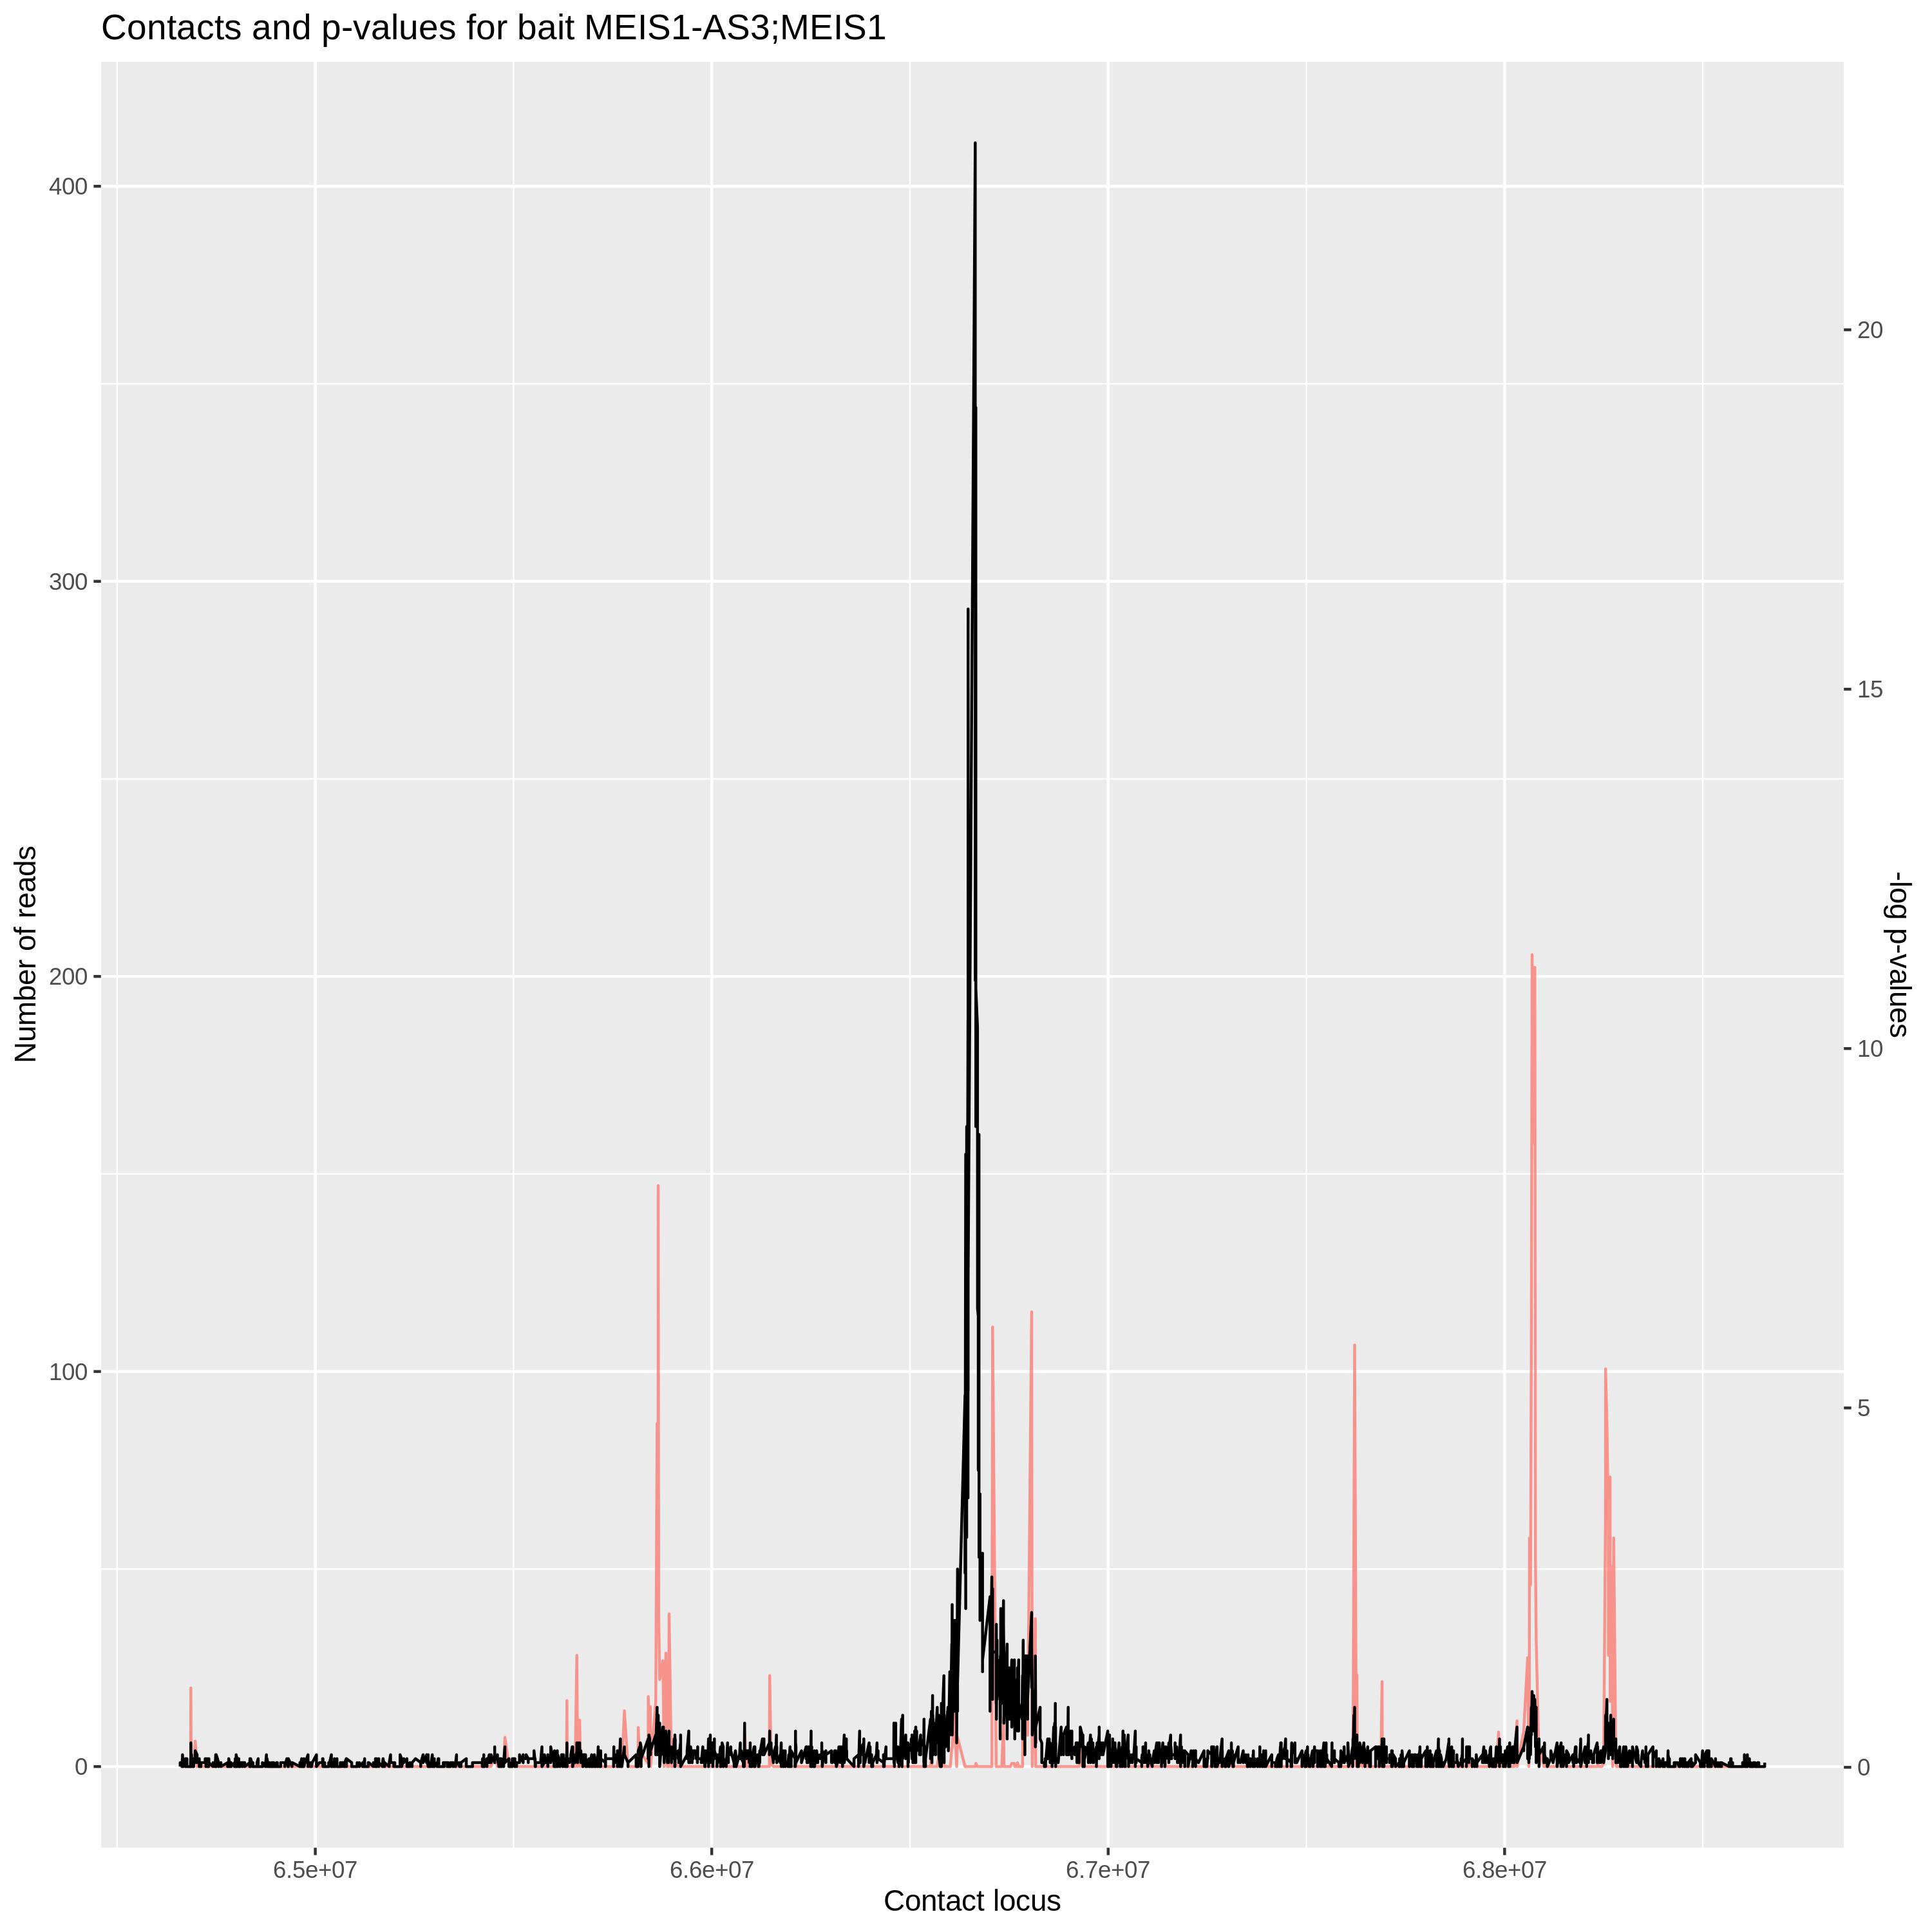 Contacts and p-values for bait MEIS1-AS3;MEIS1
400
300
200
100
0
Number of reads
20
15
10
5
0
-log p-values
6.5e+07
6.6e+07
6.7e+07
6.8e+07
Contact locus